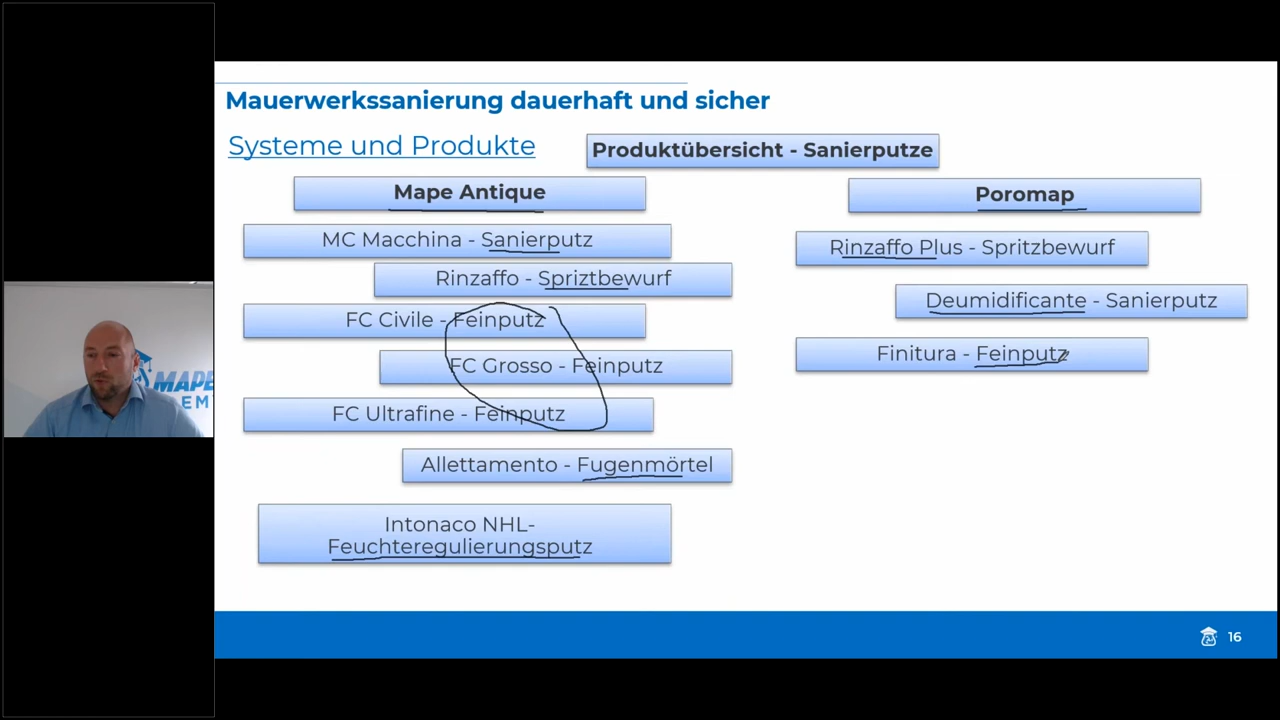 Mauerwerkssanierung dauerhaft und sicher
Systeme und Produkte
Produktübersicht - Sanierputze
Mape Antique
MC Macchina - Sanierputz
Rinzaffo - Spriztbewurf
FC Civile - Feinputz
FC Grosso - Feinputz
FC Ultrafine - Feinputz
Allettamento - Fugenmörtel
Intonaco NHL-
Feuchteregulierungsputz
Poromap
Rinzaffo Plus - Spritzbewurf
Deumidificante - Sanierputz
Finitura - Feinputz
16